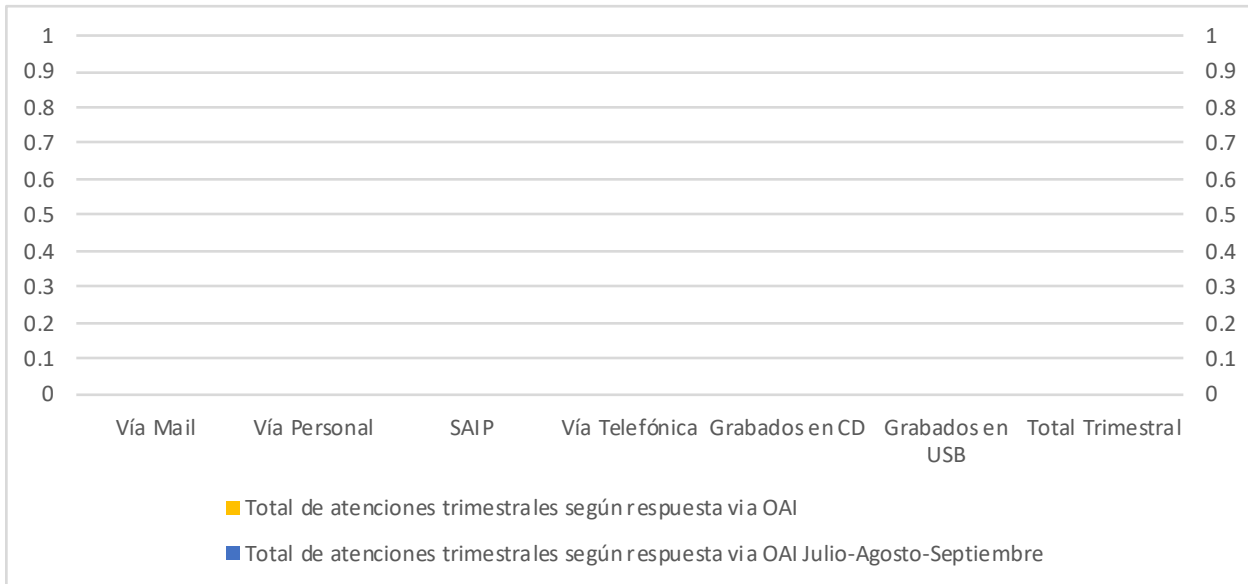 1 1
0.9 0.9
0.8 0.8
0.7 0.7
0.6 0.6
0.5 0.5
0.4 0.4
0.3 0.3
0.2 0.2
0.1 0.1
0 0
Vía Mail Vía Personal SAIP Vía Telefónica Grabados en CD Grabados en Total Trimestral
USB
Total de atenciones trimestrales según respuesta via OAI
Total de atenciones trimestrales según respuesta via OAI Julio-Agosto-Septiembre